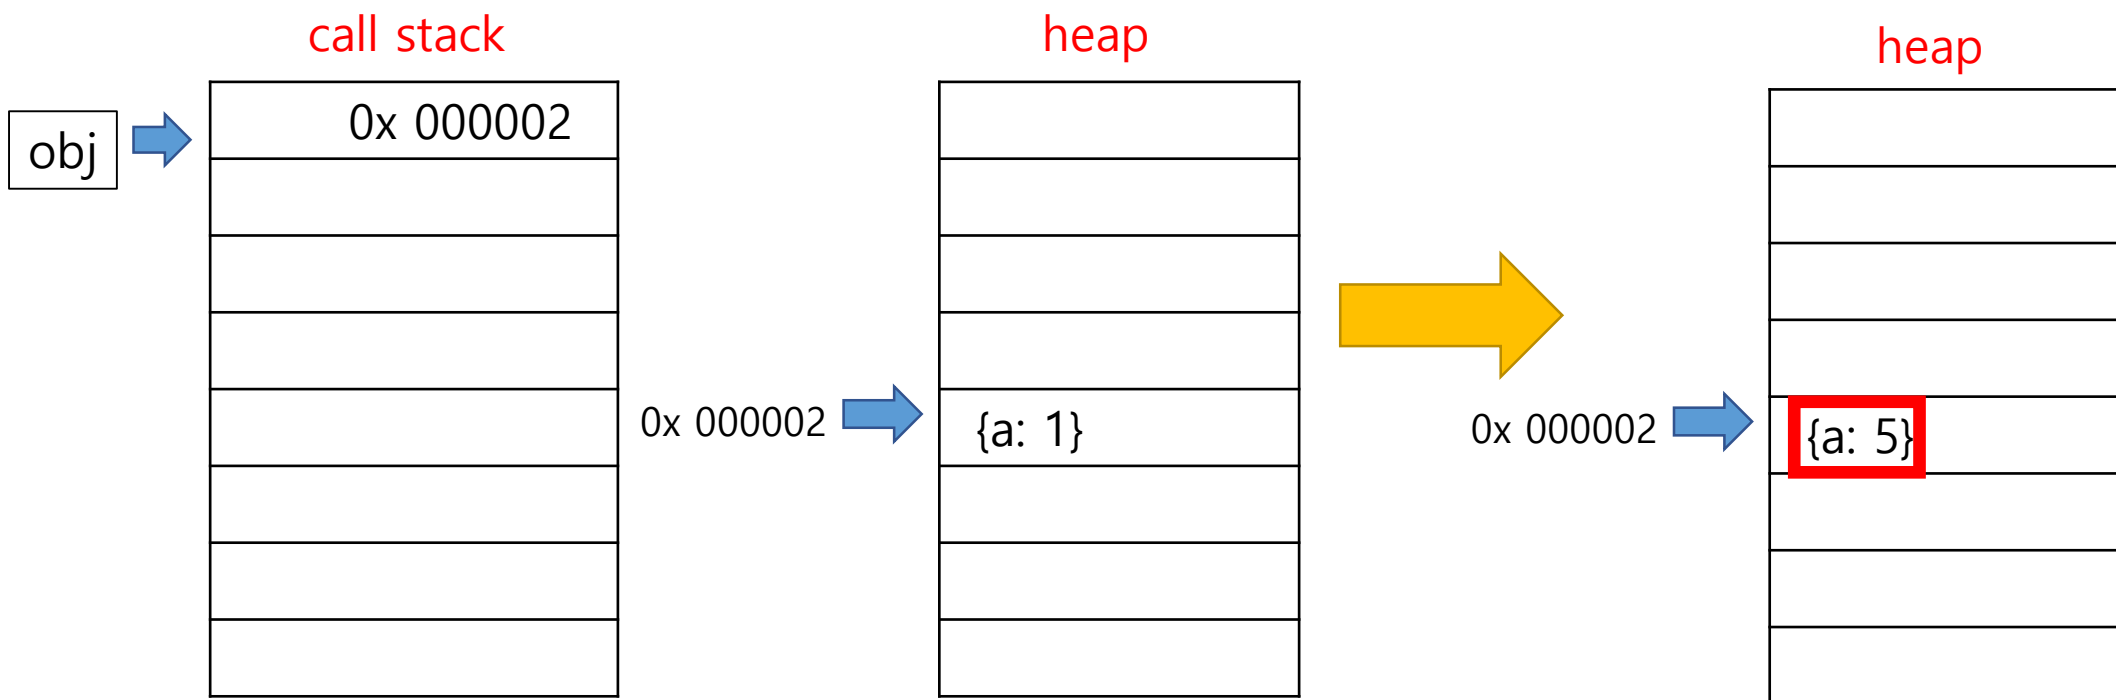 call stack
heap
heap
obj
0x 000002
0x 000002
{a: 1}
0x 000002
{a: 5}